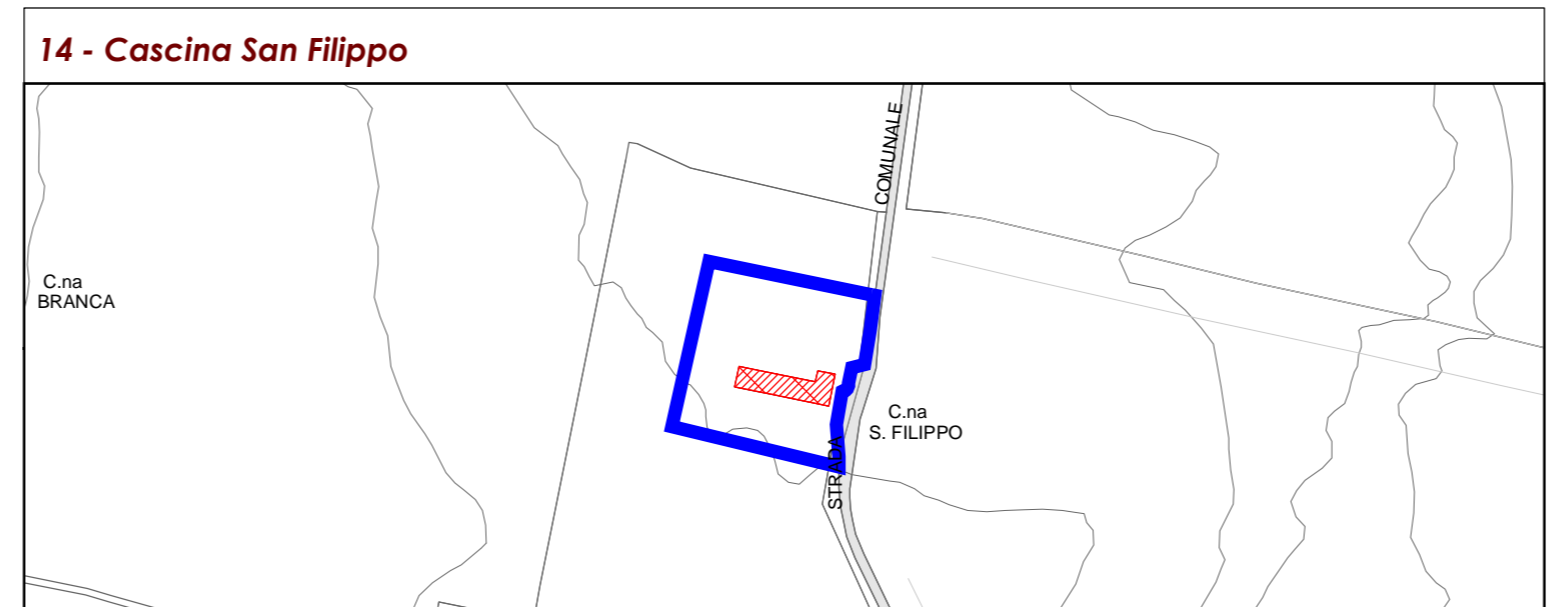 14 - Cascina San Filippo
COMUNALE
C.na
BRANCA
C.na
S. FILIPPO
STRADA